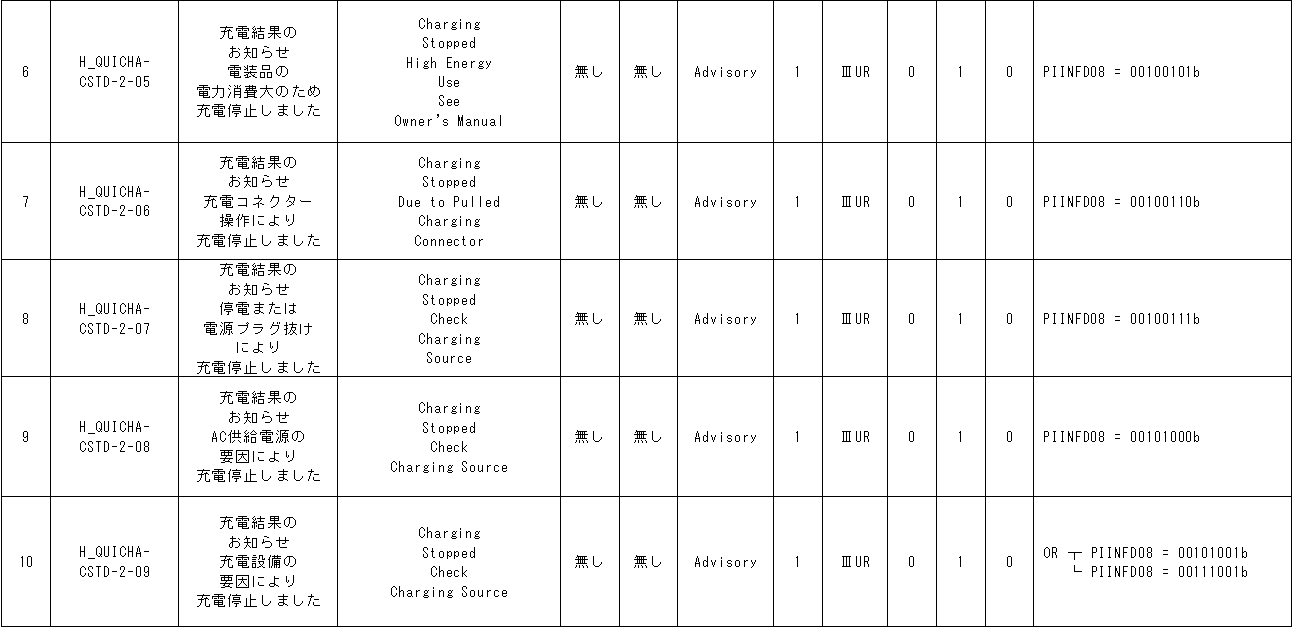 6
H_QUICHA-
CSTD-2-05
充電結果の
お知らせ
電装品の
電力消費大のため
充電停止しました
Charging
Stopped
High Energy
Use
See
Owner's Manual
無し
無し
Advisory
1
ⅢUR
0
1
0
PIINFD08 = 00100101b
7
H_QUICHA-
CSTD-2-06
充電結果の
お知らせ
充電コネクター
操作により
充電停止しました
Charging
Stopped
Due to Pulled
Charging
Connector
無し
無し
Advisory
1
ⅢUR
0
1
0
PIINFD08 = 00100110b
8
H_QUICHA-
CSTD-2-07
充電結果の
お知らせ
停電または
電源プラグ抜け
により
充電停止しました
Charging
Stopped
Check
Charging
Source
無し
無し
Advisory
1
ⅢUR
0
1
0
PIINFD08 = 00100111b
9
H_QUICHA-
CSTD-2-08
充電結果の
お知らせ
AC供給電源の
要因により
充電停止しました
Charging
Stopped
Check
Charging Source
無し
無し
Advisory
1
ⅢUR
0
1
0
PIINFD08 = 00101000b
10
H_QUICHA-
CSTD-2-09
充電結果の
お知らせ
充電設備の
要因により
充電停止しました
Charging
Stopped
Check
Charging Source
無し
無し
Advisory
1
ⅢUR
0
1
0
OR ┬ PIINFD08 = 00101001b
└ PIINFD08 = 00111001b